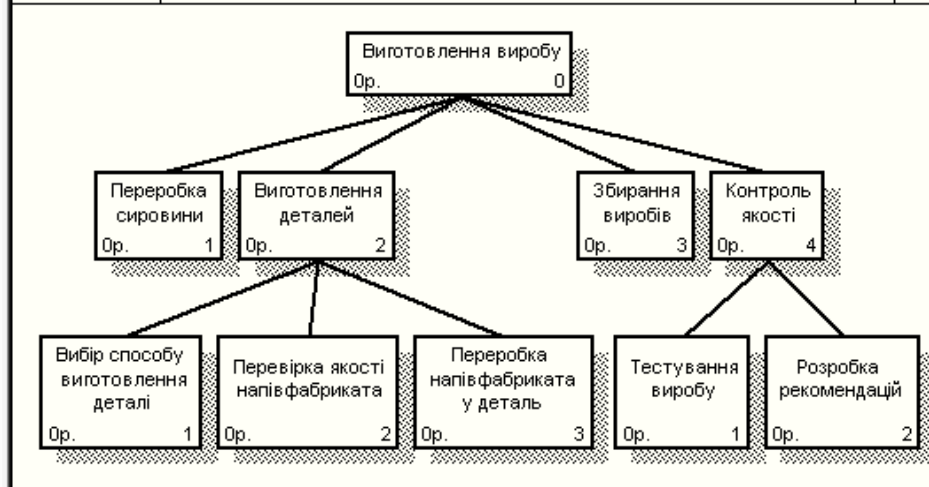 Виготовлення виробу
0р. 0
Переробка
сировини
0р. 1
Виготовлення
деталей
0р. 2
Збирання
виробів
0р. 3
Контроль
якості
0р. 4
Вибір способу
виготовлення
деталі
0р. 1
Перевірка якості
напівфабриката
0р. 2
Переробка
напівфабриката
у деталь
0р. 3
Тестування
виробу
0р. 1
Розробка
рекомендацій
0р. 2